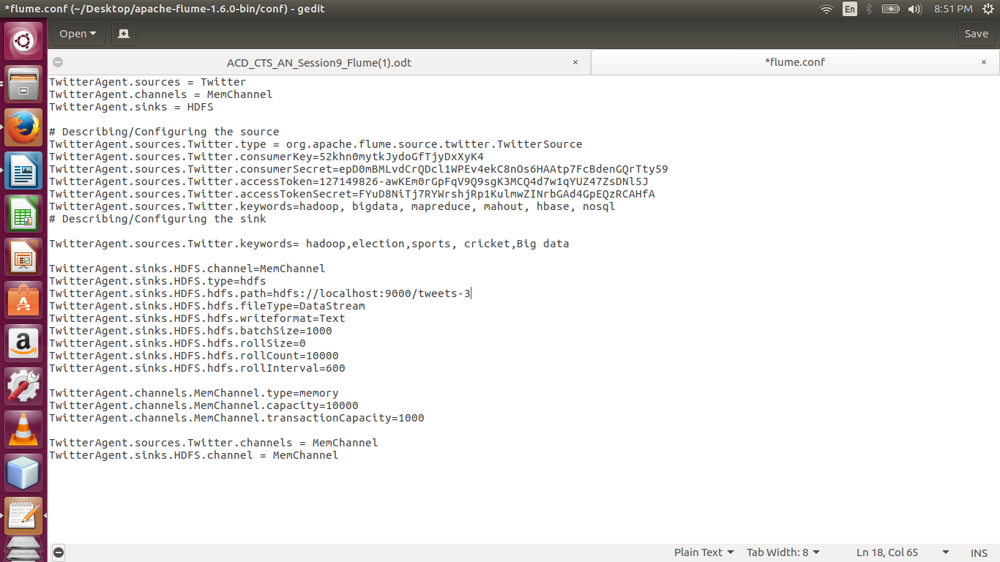 *flume.conf (~/Desktop/apache-flume-1.6.0-bin/conf) - gedit
En
8:51 PM
Open
Save
ACD_CTS_AN_Session9_Flume(1).odt
×
*flume.conf
×
TwitterAgent.sources = Twitter
TwitterAgent.channels = MemChannel
TwitterAgent.sinks = HDFS
# Describing/Configuring the source
TwitterAgent.sources.Twitter.type = org.apache.flume.source.twitter.TwitterSource
TwitterAgent.sources.Twitter.consumerKey=52khn0mytkJydoGfTjyDxXyK4
TwitterAgent.sources.Twitter.consumerSecret=epD0mBMLvdCrQDcl1WPEv4ekC8nOs6HAAtp7FcBdenGQrTty59
TwitterAgent.sources.Twitter.accessToken=127149826-awKEm0rGpFqV9Q9sgK3MCQ4d7w1qYUZ47ZsDNl5J
TwitterAgent.sources.Twitter.accessTokenSecret=FYuD8NiTj7RYWrshjRp1KulmwZINrbGAd4GpEQzRCAHfA
TwitterAgent.sources.Twitter.keywords=hadoop, bigdata, mapreduce, mahout, hbase, nosql
# Describing/Configuring the sink
TwitterAgent.sources.Twitter.keywords= hadoop,election,sports, cricket,Big data
TwitterAgent.sinks.HDFS.channel=MemChannel
TwitterAgent.sinks.HDFS.type=hdfs
TwitterAgent.sinks.HDFS.hdfs.path=hdfs://localhost:9000/tweets-3
TwitterAgent.sinks.HDFS.hdfs.fileType=DataStream
TwitterAgent.sinks.HDFS.hdfs.writeformat=Text
TwitterAgent.sinks.HDFS.hdfs.batchSize=1000
TwitterAgent.sinks.HDFS.hdfs.rollSize=0
TwitterAgent.sinks.HDFS.hdfs.rollCount=10000
TwitterAgent.sinks.HDFS.hdfs.rollInterval=600
TwitterAgent.channels.MemChannel.type=memory
TwitterAgent.channels.MemChannel.capacity=10000
TwitterAgent.channels.MemChannel.transactionCapacity=1000
TwitterAgent.sources.Twitter.channels = MemChannel
TwitterAgent.sinks.HDFS.channel = MemChannel
Plain Text
Tab Width: 8
Ln 18, Col 65
INS